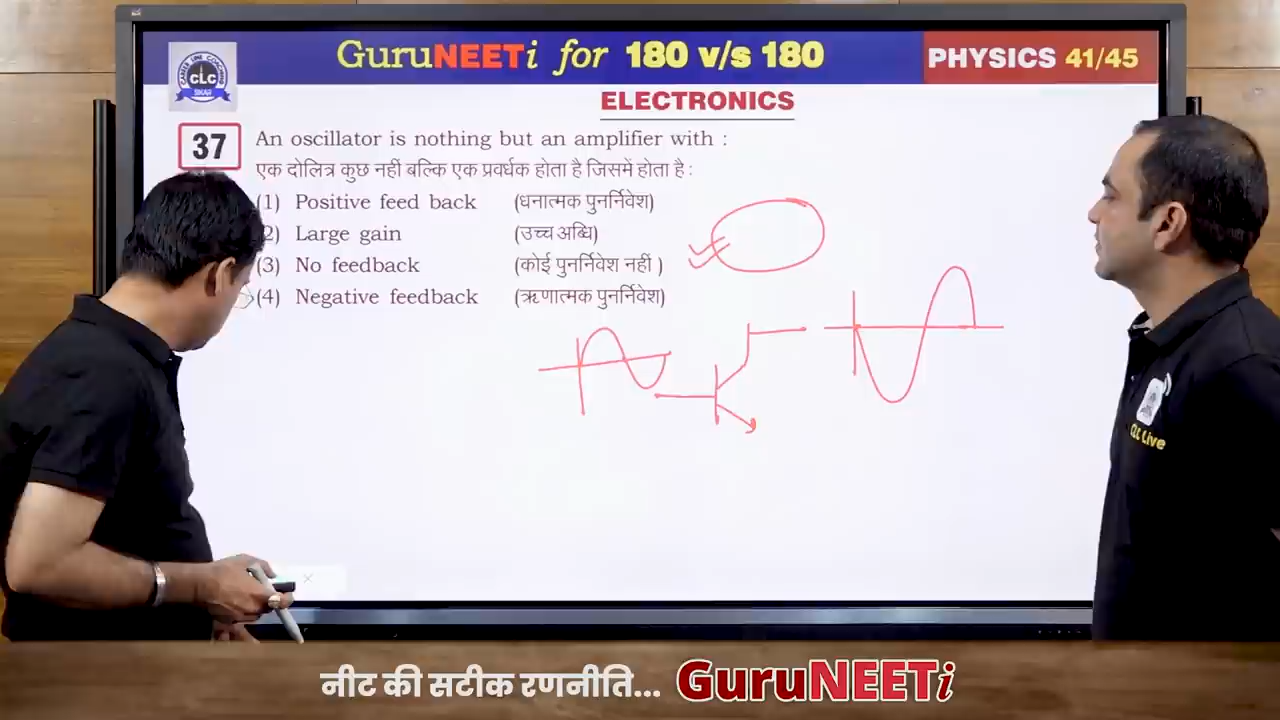 GuruNEETi for 180 v/s 180
PHYSICS 41/45
CLC
SIKAR
ELECTRONICS
37 An oscillator is nothing but an amplifier with :
एक दोलित्र कुछ नहीं बल्कि एक प्रवर्धक होता है जिसमें होता है :
(1) Positive feed back (धनात्मक पुनर्निवेश)
2) Large gain (उच्च अब्धि)
(3) No feedback (कोई पुनर्निवेश नहीं )
(4) Negative feedback (ऋणात्मक पुनर्निवेश)
CLC Live
नीट की सटीक रणनीति... GuruNEETi